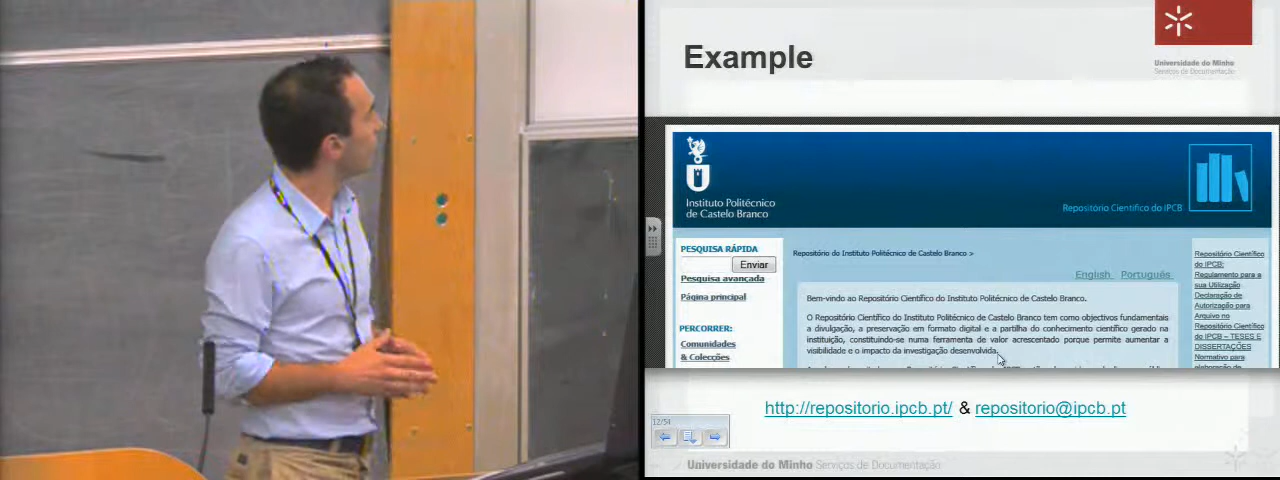 Example
Universidade do Minho
Serviços de Documentação
Instituto Politécnico
de Castelo Branco
Repositório Científico do IPCB
PESQUISA RÁPIDA
Enviar
Pesquisa avançada
Página principal
PERCORRER:
Comunidades
& Colecções
Repositório do Instituto Politécnico de Castelo Branco >
English Português
Bem-vindo ao Repositório Científico do Instituto Politécnico de Castelo Branco.
O Repositório Científico do Instituto Politécnico de Castelo Branco tem como objectivos fundamentais
a divulgação, a preservação em formato digital e a partilha do conhecimento científico gerado na
instituição, constituindo-se numa ferramenta de valor acrescentado porque permite aumentar a
visibilidade e o impacto da investigação desenvolvida.
Repositório Científico
do IPCB:
Regulamento para a
sua Utilização
Declaração de
Autorização para
Arquivo no
Repositório Científico
do IPCB – TESES E
DISSERTAÇÕES
Normativo para
elaboração de
http://repositorio.ipcb.pt/ & repositorio@ipcb.pt
12/54
Universidade do Minho Serviços de Documentação